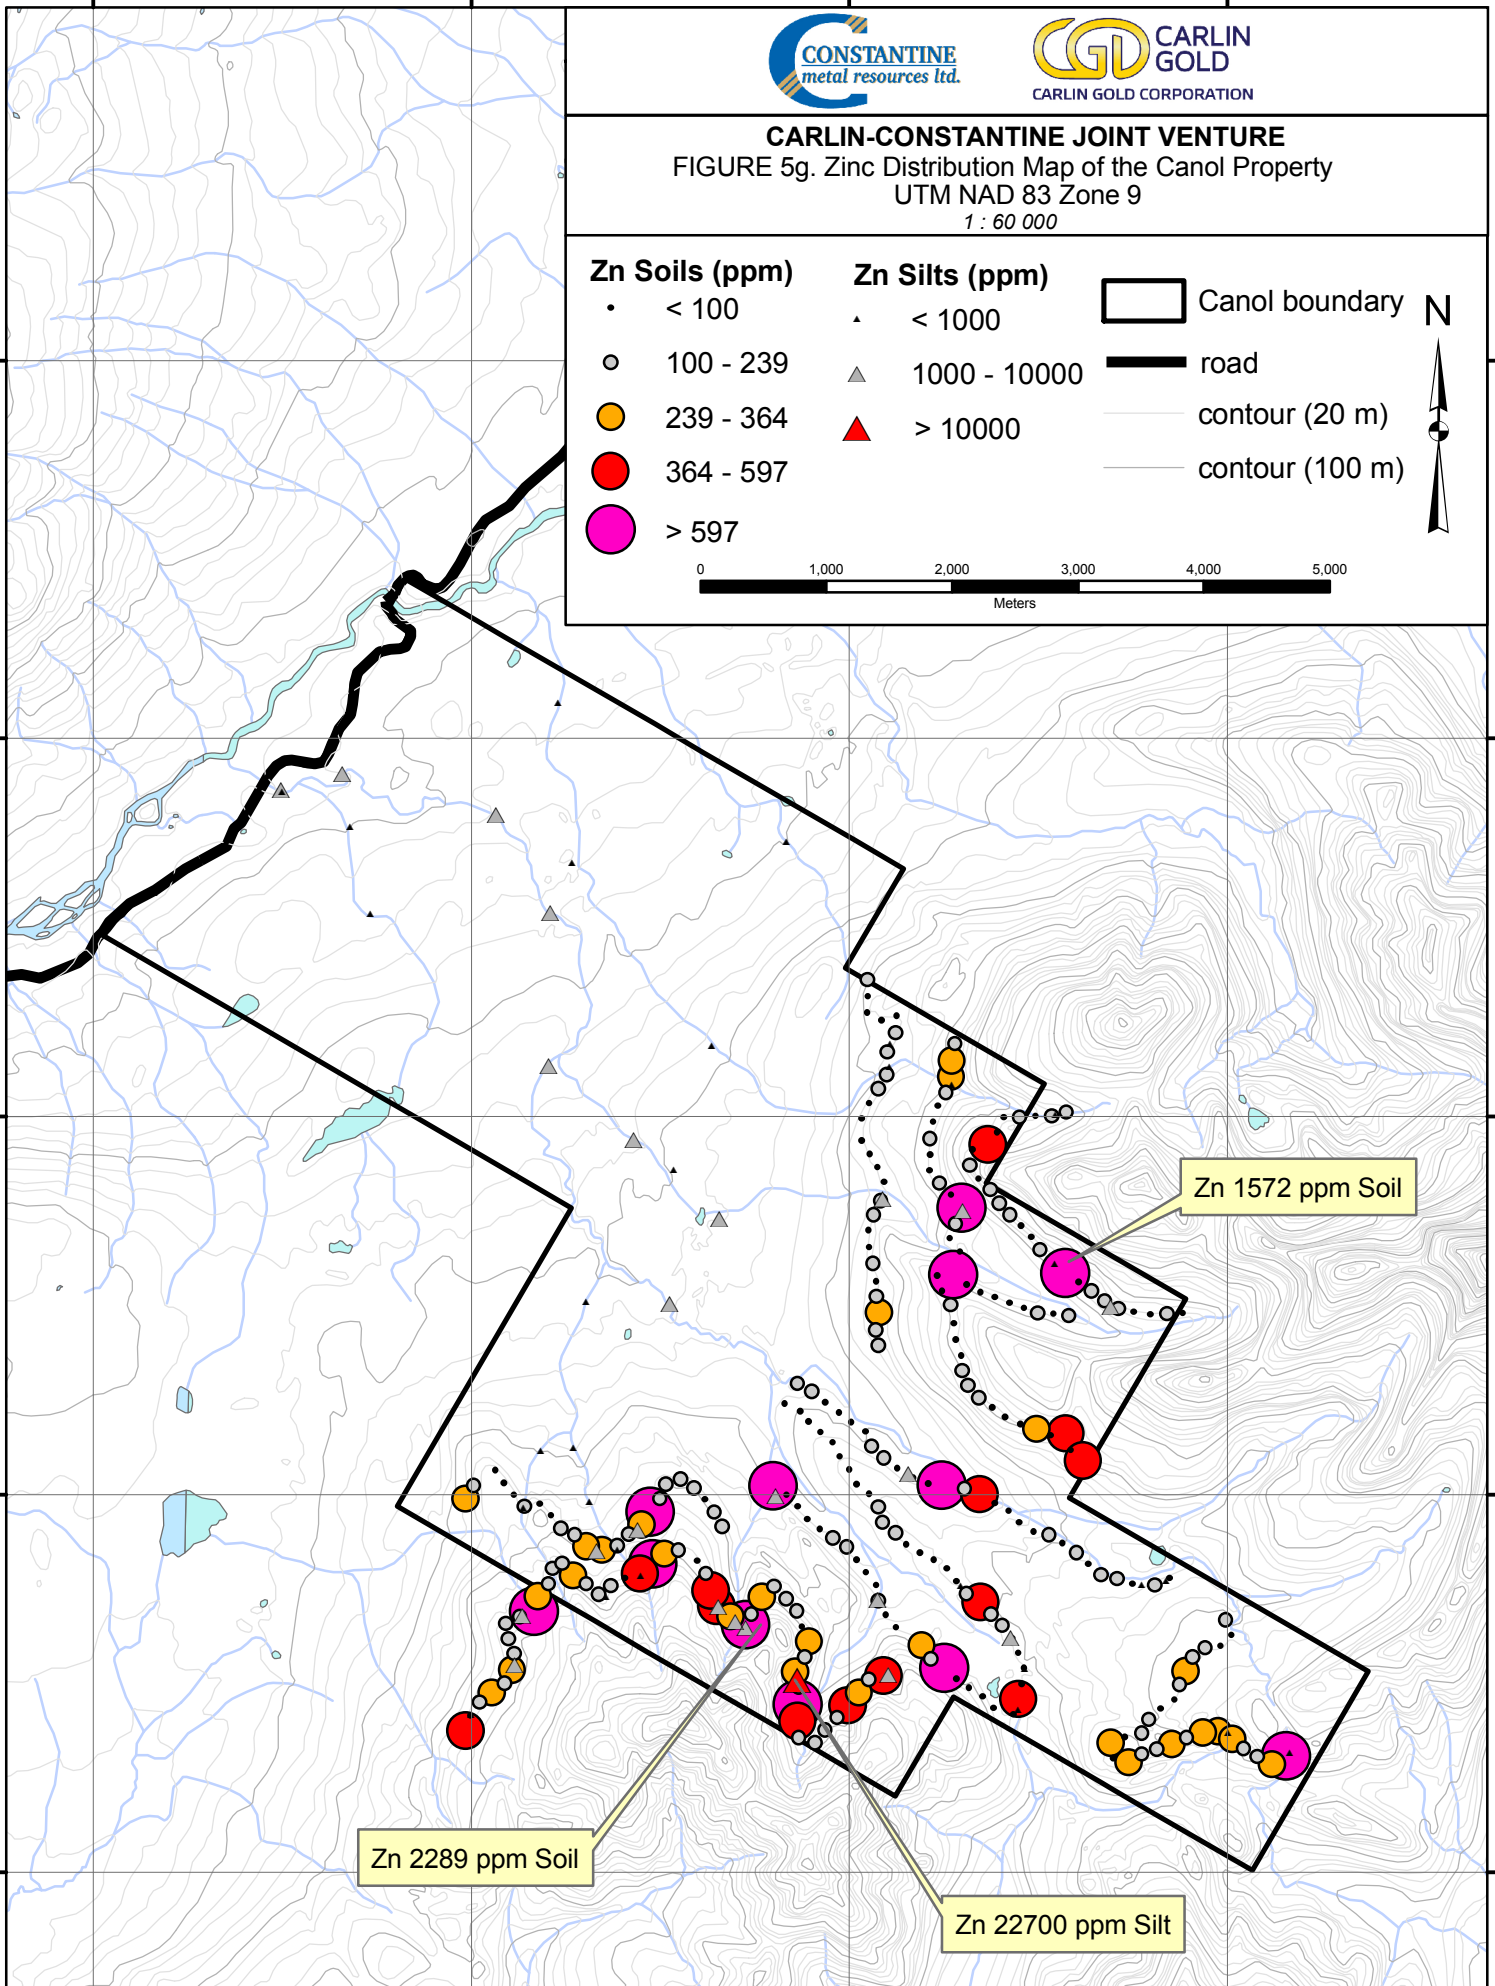 CONSTANTINE
metal resources ltd.
CGD CARLIN
GOLD
CARLIN GOLD CORPORATION
CARLIN-CONSTANTINE JOINT VENTURE
FIGURE 5g. Zinc Distribution Map of the Canol Property
UTM NAD 83 Zone 9
1 : 60 000
Zn Soils (ppm)
< 100
100 - 239
239 - 364
364 - 597
> 597
Zn Silts (ppm)
< 1000
1000 - 10000
> 10000
Canol boundary
road
contour (20 m)
contour (100 m)
N
0 1,000 2,000 3,000 4,000 5,000
Meters
Zn 1572 ppm Soil
Zn 2289 ppm Soil
Zn 22700 ppm Silt